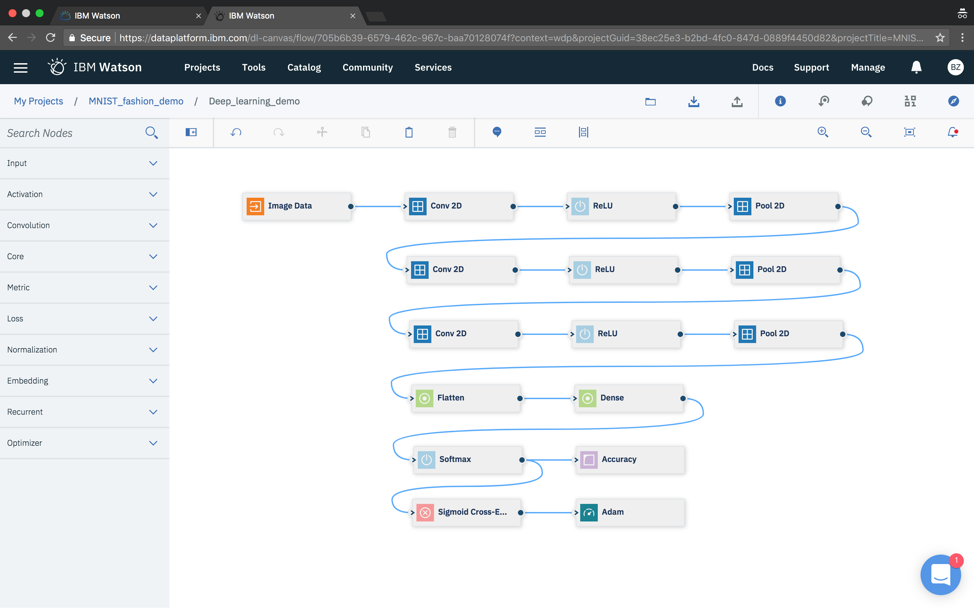 IBM Watson
IBM Watson
Secure https://dataplatform.ibm.com/dl-canvas/flow/705b6b39-6579-462c-967c-baa70128074f?context=wdp&projectGuid=38ec25e3-b2bd-4fc0-847d-0889f4450d82&projectTitle=MNIS...
IBM Watson Projects Tools Catalog Community Services Docs Support Manage BZ
My Projects / MNIST_fashion_demo / Deep_learning_demo
Search Nodes
Input
Activation
Convolution
Core
Metric
Loss
Normalization
Embedding
Recurrent
Optimizer
Image Data Conv 2D ReLU Pool 2D
Conv 2D ReLU Pool 2D
Conv 2D ReLU Pool 2D
Flatten Dense
Softmax Accuracy
Sigmoid Cross-E... Adam
1